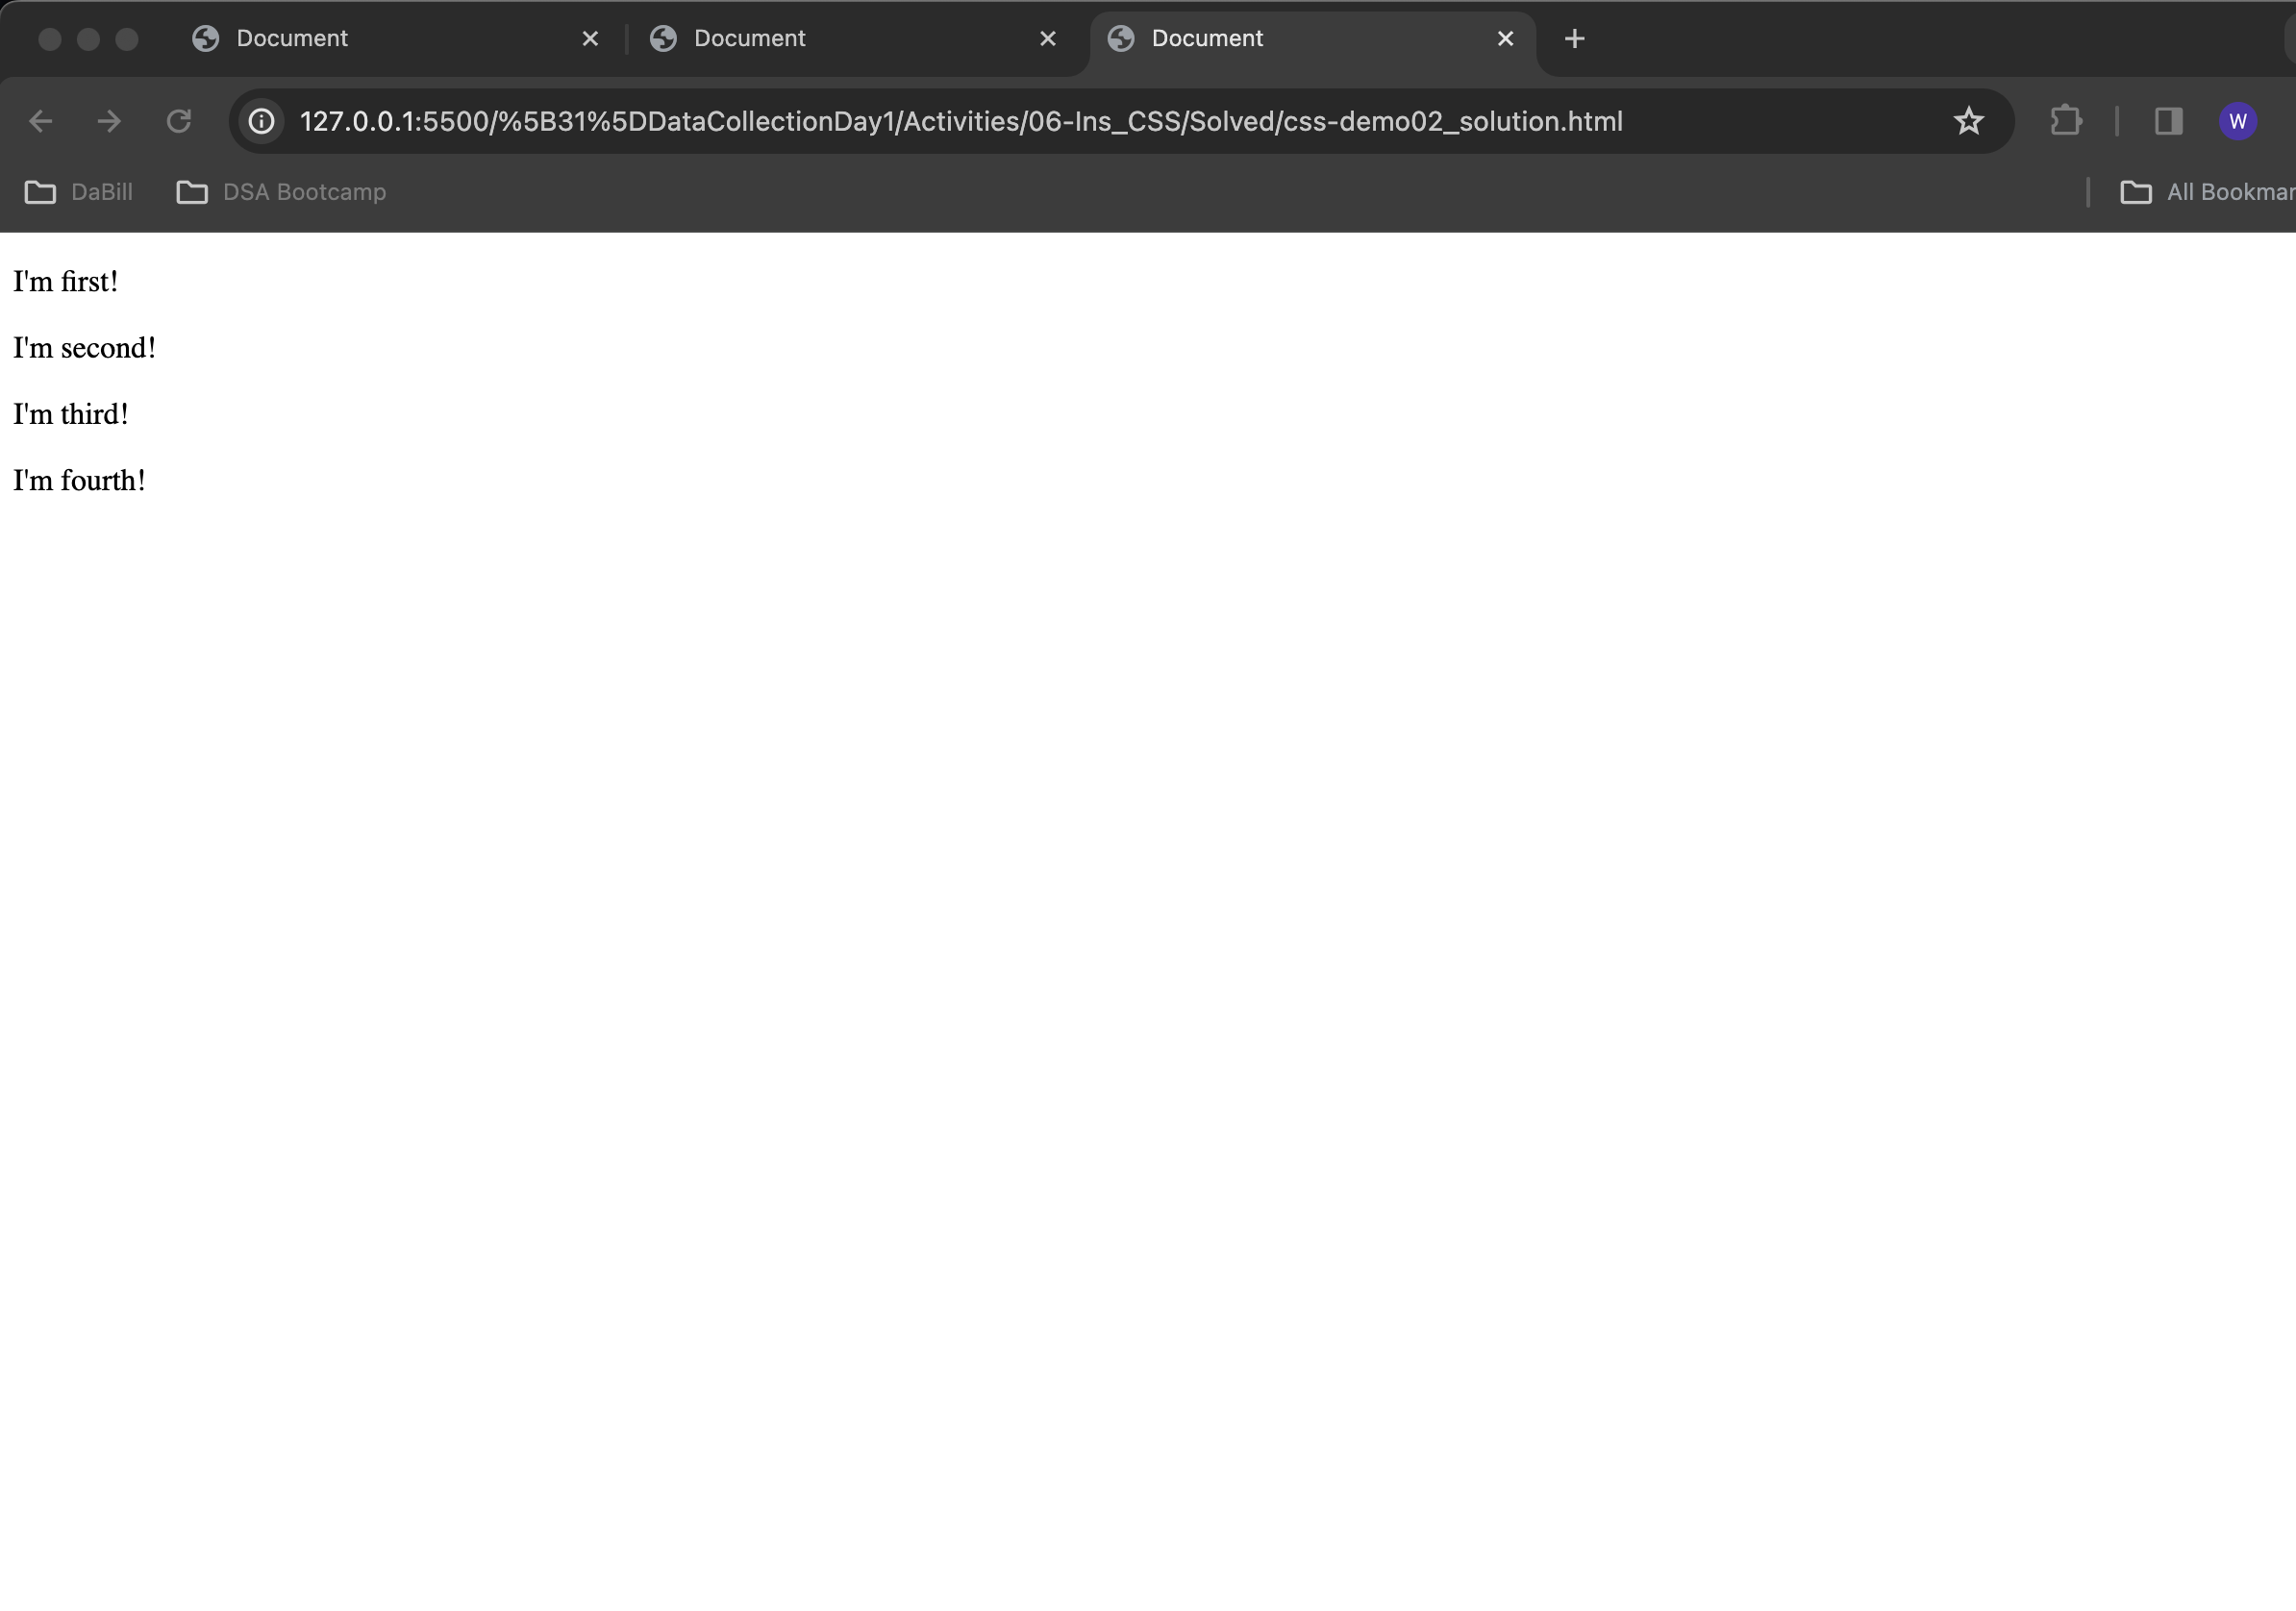 Document
Document
Document
127.0.0.1:5500/%5B31%5DDataCollectionDay1/Activities/06-Ins_CSS/Solved/css-demo02_solution.html
W
DaBill
DSA Bootcamp
All Bookmar
I'm first!
I'm second!
I'm third!
I'm fourth!